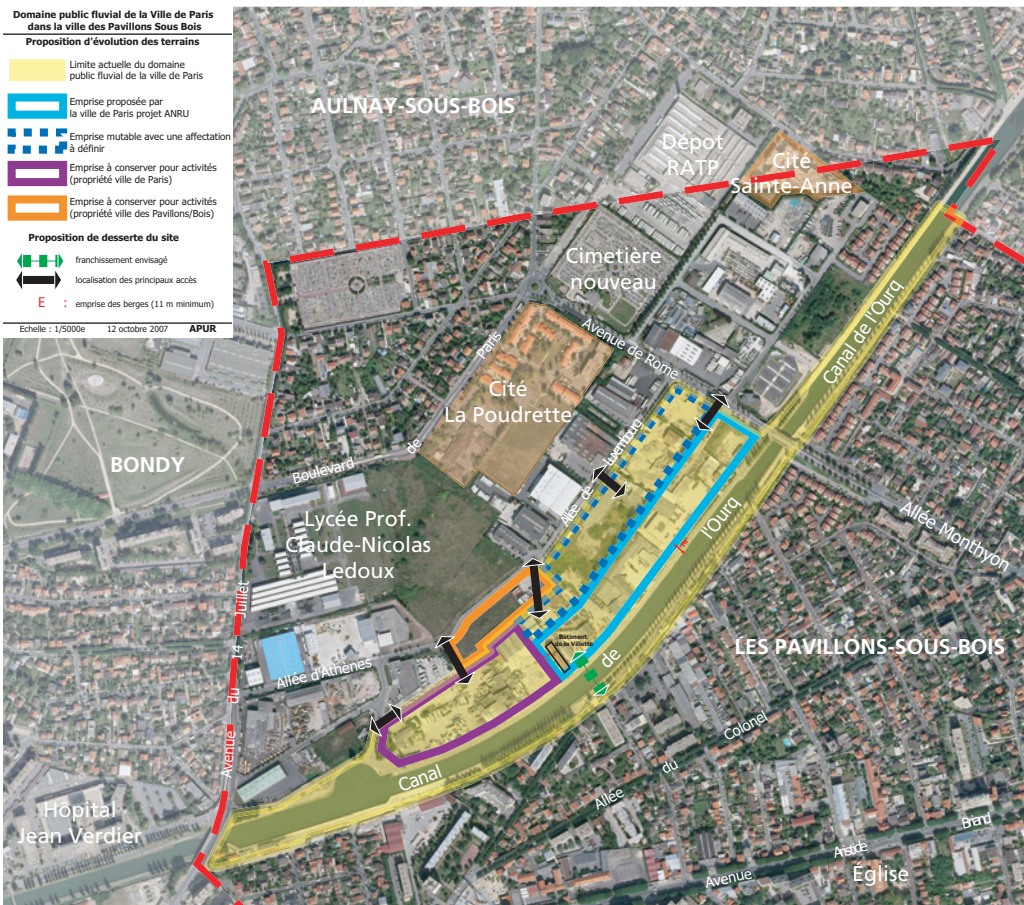 Domaine public fluvial de la Ville de Paris
dans la ville des Pavillons Sous Bois
Proposition d'évolution des terrains
Limite actuelle du domaine
public fluvial de la ville de Paris
Emprise proposée par
la ville de Paris projet ANRU
Emprise mutable avec une affectation
à définir
Emprise à conserver pour activités
(propriété ville de Paris)
Emprise à conserver pour activités
(propriété ville des Pavillons/Bois)
Proposition de desserte du site
franchissement envisagé
localisation des principaux accès
E : emprise des berges (11 m minimum)
Echelle : 1/5000e 12 octobre 2007 APUR
AULNAY-SOUS-BOIS
Dépot
RATP
Cité
Sainte-Anne
Cimetière
nouveau
Canal de l'Ourq
Avenue de Rome
Boulevard de Paris
Cité
La Poudrette
BONDY
Allée de Luxembourg
Lycée Prof.
Claude-Nicolas
Ledoux
Allée Monthyon
E
Bâtiment
de la Villette
LES PAVILLONS-SOUS-BOIS
Allée d'Athènes
Avenue du 14 Juillet
Canal de l'Ourq
Allée du Colonel
Hôpital
Jean Verdier
Avenue Aristide Briand
Église